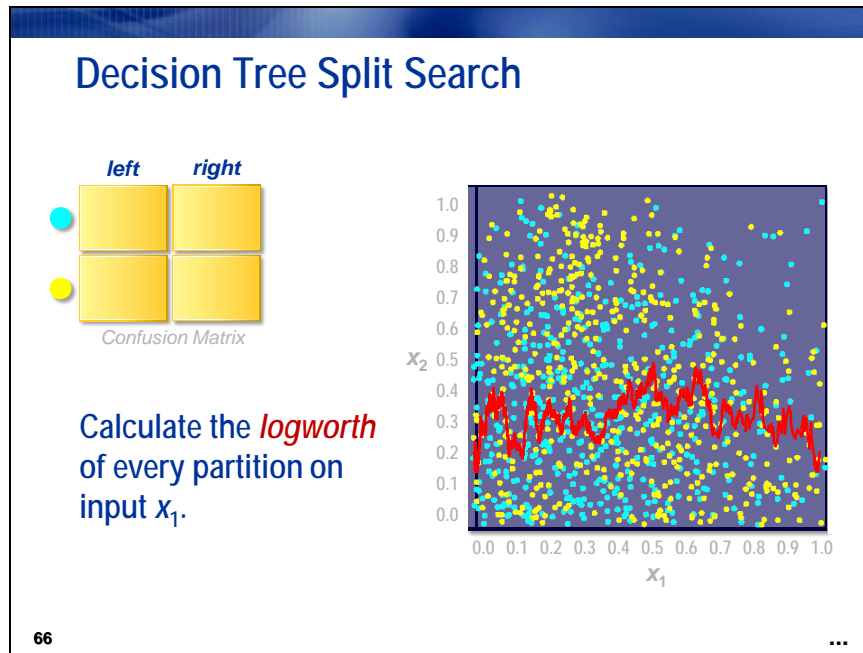 Decision Tree Split Search
left right
Confusion Matrix
Calculate the logworth
of every partition on
input x1.
1.0
0.9
0.8
0.7
0.6
x2 0.5
0.4
0.3
0.2
0.1
0.0
0.0 0.1 0.2 0.3 0.4 0.5 0.6 0.7 0.8 0.9 1.0
x1
66 ...